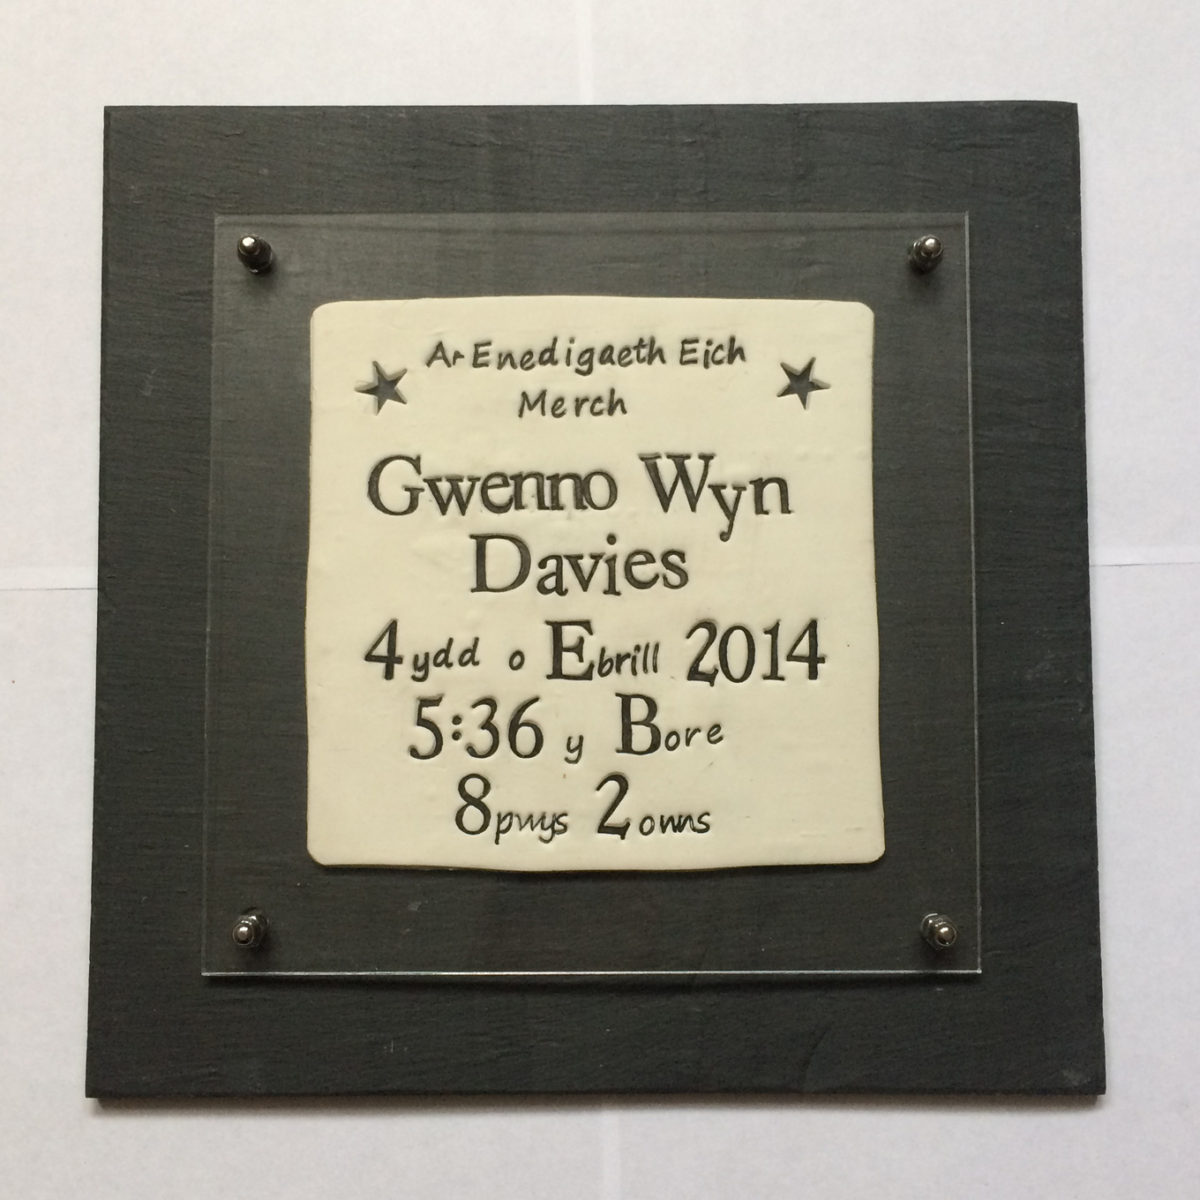 Ar Enedigaeth Eich
Merch
Gwenno Wyn
Davies
4ydd o Ebrill 2014
5:36 y Bore
8pwys 2owns